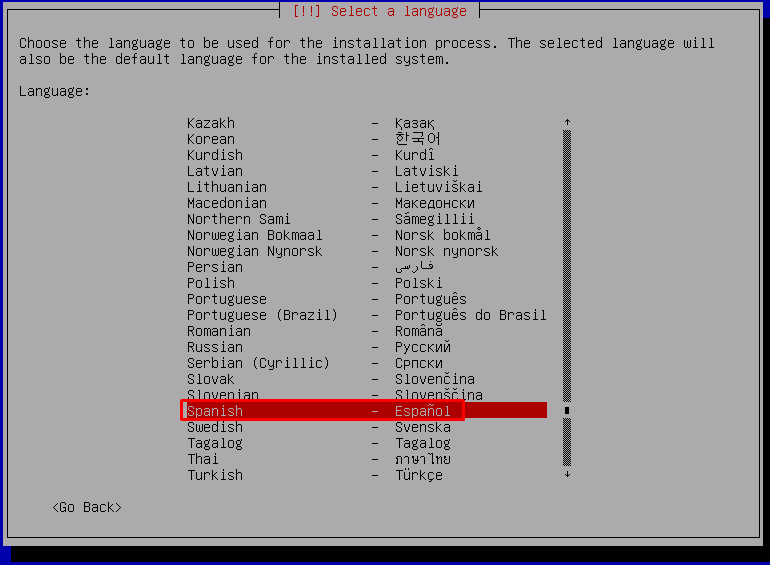 [!!] Select a language
Choose the language to be used for the installation process. The selected language will
also be the default language for the installed system.
Language:
Kazakh - Қазақ
Korean - 한국어
Kurdish - Kurdî
Latvian - Latviski
Lithuanian - Lietuviškai
Macedonian - Македонски
Northern Sami - Sámegillii
Norwegian Bokmaal - Norsk bokmål
Norwegian Nynorsk - Norsk nynorsk
Persian - فارسی
Polish - Polski
Portuguese - Português
Portuguese (Brazil) - Português do Brasil
Romanian - Română
Russian - Русский
Serbian (Cyrillic) - Српски
Slovak - Slovenčina
Slovenian - Slovenščina
Spanish - Español
Swedish - Svenska
Tagalog - Tagalog
Thai - ภาษาไทย
Turkish - Türkçe
<Go Back>